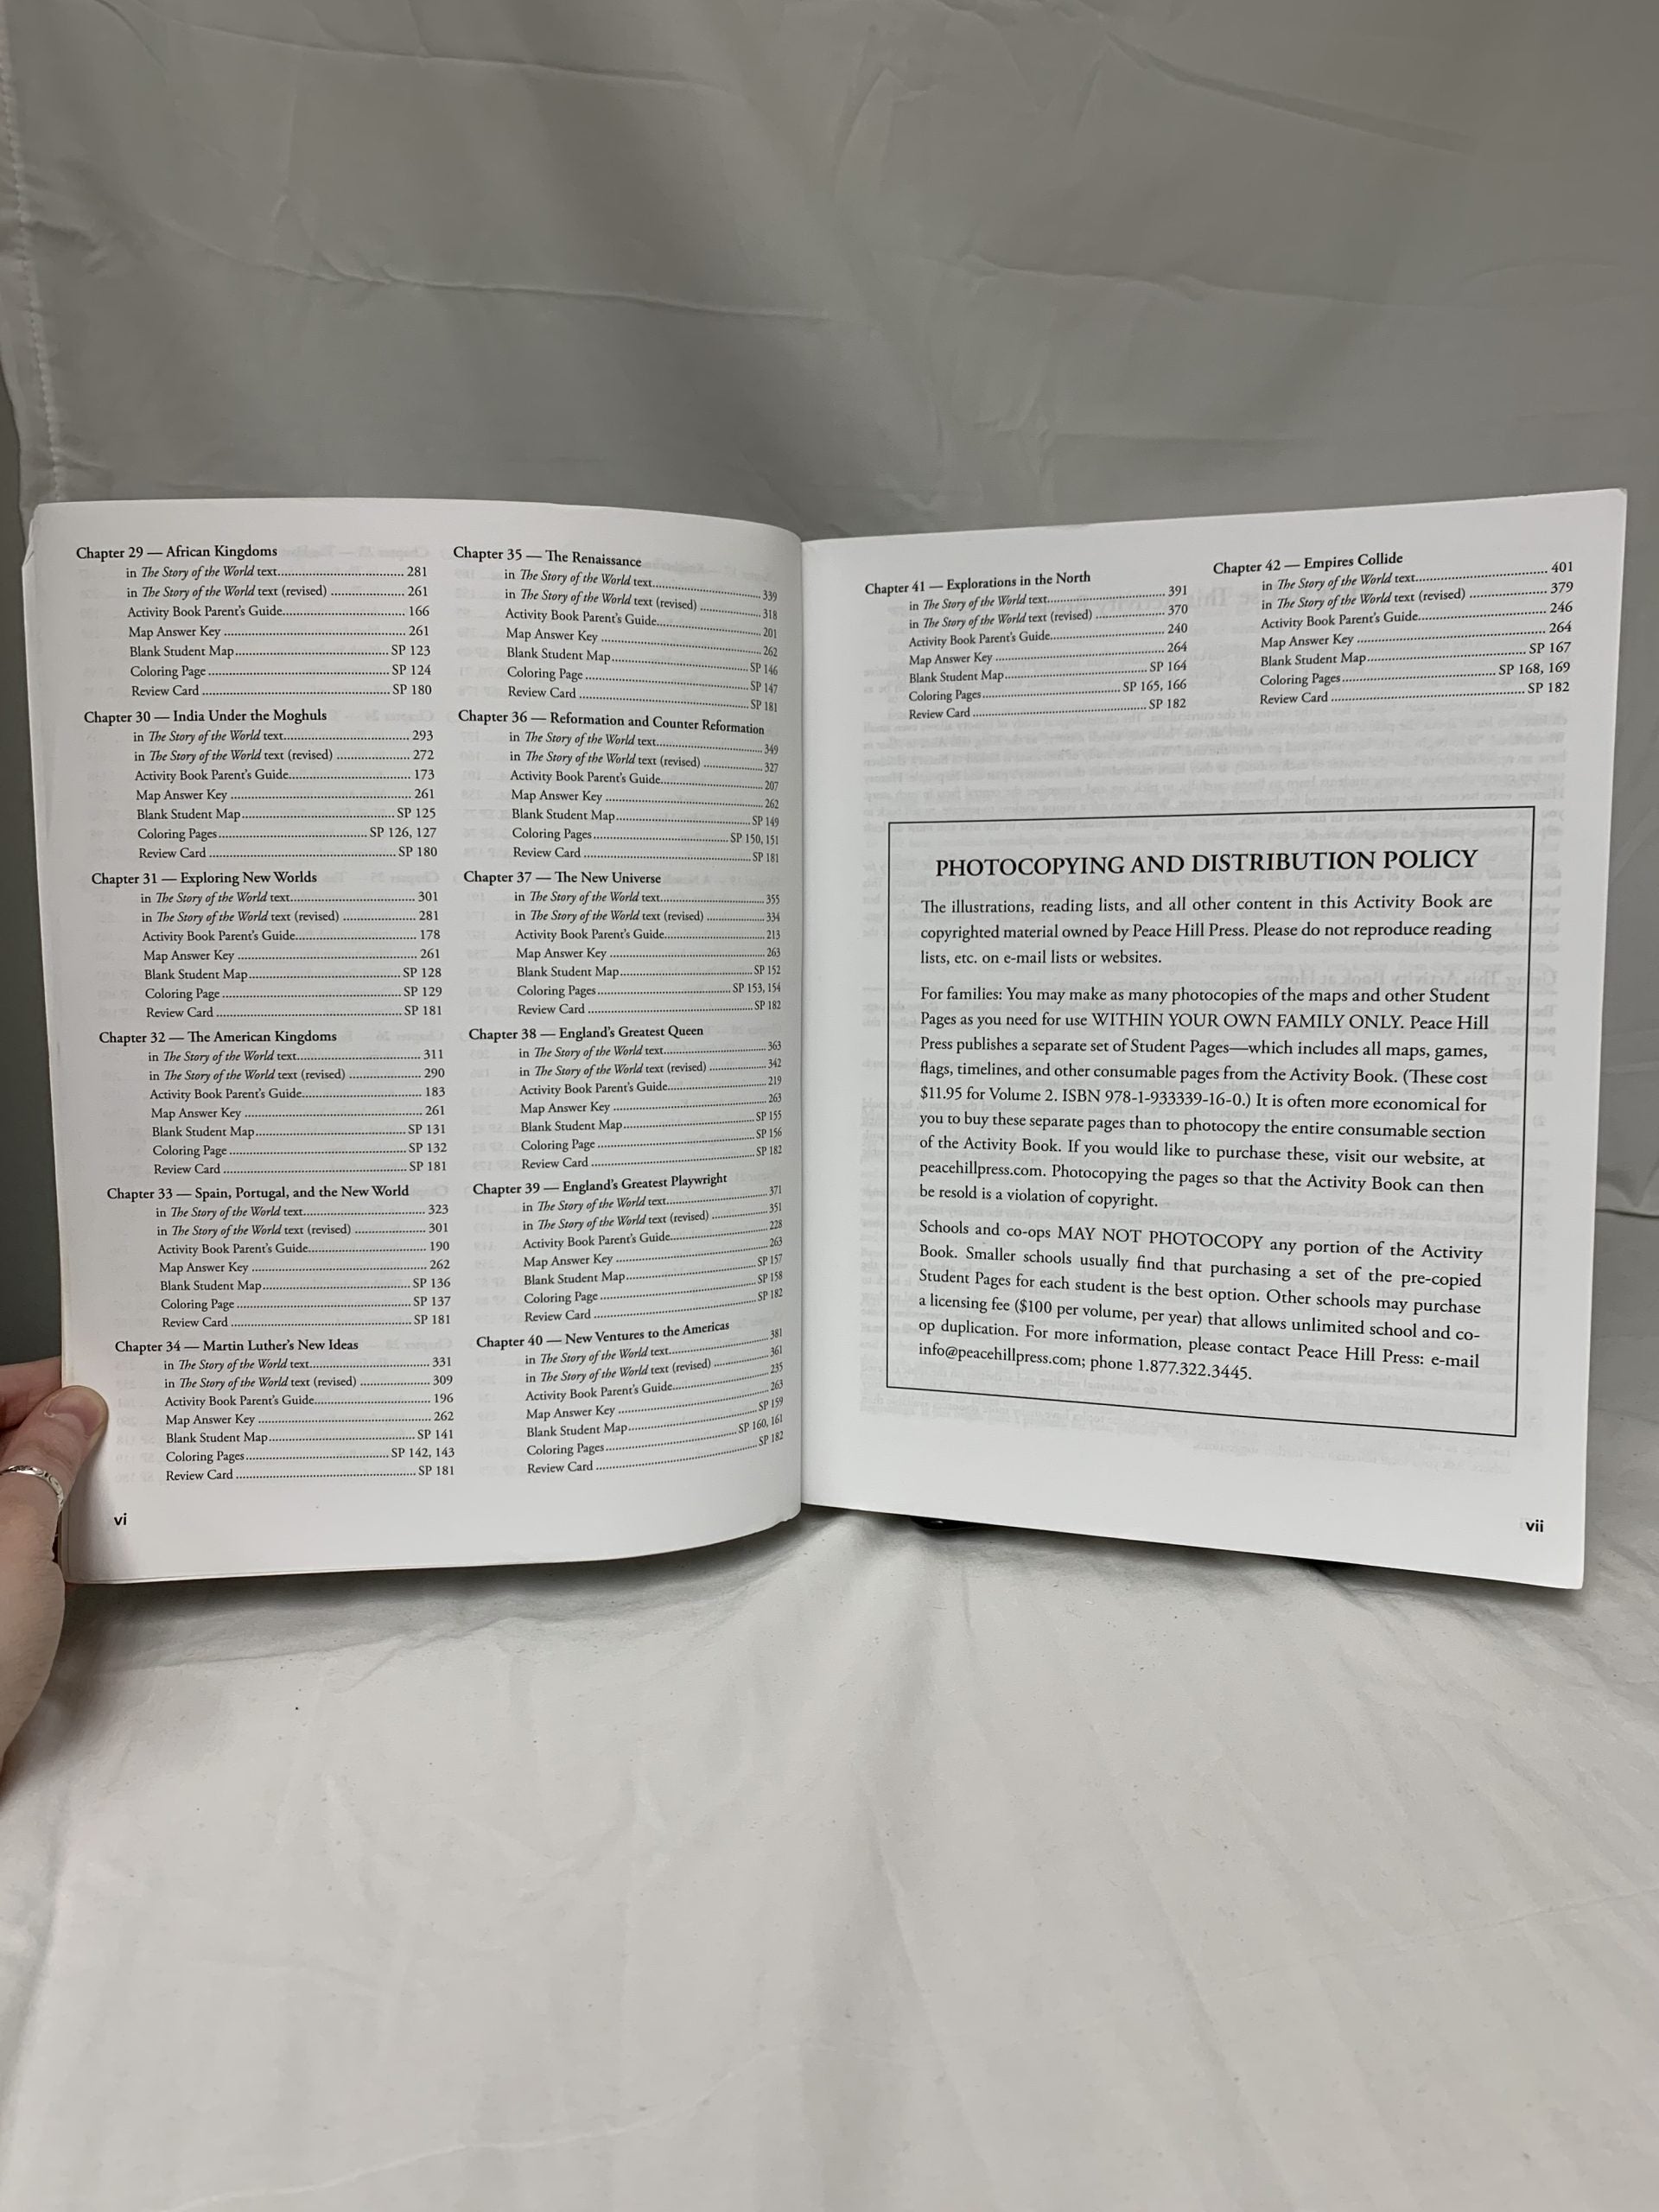 Chapter 29 — African Kingdoms
in The Story of the World text.................................. 281
in The Story of the World text (revised) .................... 261
Activity Book Parent's Guide................................. 166
Map Answer Key ................................................. 261
Blank Student Map.......................................... SP 123
Coloring Page ................................................. SP 124
Review Card ................................................... SP 180
Chapter 30 — India Under the Moghuls
in The Story of the World text.................................. 293
in The Story of the World text (revised) .................... 272
Activity Book Parent's Guide................................. 173
Map Answer Key ................................................. 261
Blank Student Map.......................................... SP 125
Coloring Pages........................................ SP 126, 127
Review Card ................................................... SP 180
Chapter 31 — Exploring New Worlds
in The Story of the World text.................................. 301
in The Story of the World text (revised) .................... 281
Activity Book Parent's Guide................................. 178
Map Answer Key ................................................. 261
Blank Student Map.......................................... SP 128
Coloring Page ................................................. SP 129
Review Card ................................................... SP 181
Chapter 32 — The American Kingdoms
in The Story of the World text.................................. 311
in The Story of the World text (revised) .................... 290
Activity Book Parent's Guide................................. 183
Map Answer Key ................................................. 261
Blank Student Map.......................................... SP 131
Coloring Page ................................................. SP 132
Review Card ................................................... SP 181
Chapter 33 — Spain, Portugal, and the New World
in The Story of the World text.................................. 323
in The Story of the World text (revised) .................... 301
Activity Book Parent's Guide................................. 190
Map Answer Key ................................................. 262
Blank Student Map.......................................... SP 136
Coloring Page ................................................. SP 137
Review Card ................................................... SP 181
Chapter 34 — Martin Luther's New Ideas
in The Story of the World text.................................. 331
in The Story of the World text (revised) .................... 309
Activity Book Parent's Guide................................. 196
Map Answer Key ................................................. 262
Blank Student Map.......................................... SP 141
Coloring Pages........................................ SP 142, 143
Review Card ................................................... SP 181
Chapter 35 — The Renaissance
in The Story of the World text.................................. 339
in The Story of the World text (revised) .................... 318
Activity Book Parent's Guide................................. 201
Map Answer Key ................................................. 262
Blank Student Map.......................................... SP 146
Coloring Page ................................................. SP 147
Review Card ................................................... SP 181
Chapter 36 — Reformation and Counter Reformation
in The Story of the World text.................................. 349
in The Story of the World text (revised) .................... 327
Activity Book Parent's Guide................................. 207
Map Answer Key ................................................. 262
Blank Student Map.......................................... SP 149
Coloring Pages........................................ SP 150, 151
Review Card ................................................... SP 181
Chapter 37 — The New Universe
in The Story of the World text.................................. 355
in The Story of the World text (revised) .................... 334
Activity Book Parent's Guide................................. 213
Map Answer Key ................................................. 263
Blank Student Map.......................................... SP 152
Coloring Pages........................................ SP 153, 154
Review Card ................................................... SP 182
Chapter 38 — England's Greatest Queen
in The Story of the World text.................................. 363
in The Story of the World text (revised) .................... 342
Activity Book Parent's Guide................................. 219
Map Answer Key ................................................. 263
Blank Student Map.......................................... SP 155
Coloring Page ................................................. SP 156
Review Card ................................................... SP 182
Chapter 39 — England's Greatest Playwright
in The Story of the World text.................................. 371
in The Story of the World text (revised) .................... 351
Activity Book Parent's Guide................................. 228
Map Answer Key ................................................. 263
Blank Student Map.......................................... SP 157
Coloring Page ................................................. SP 158
Review Card ................................................... SP 182
Chapter 40 — New Ventures to the Americas
in The Story of the World text.................................. 381
in The Story of the World text (revised) .................... 361
Activity Book Parent's Guide................................. 235
Map Answer Key ................................................. 263
Blank Student Map.......................................... SP 159
Coloring Pages........................................ SP 160, 161
Review Card ................................................... SP 182
vi
Chapter 41 — Explorations in the North
in The Story of the World text.................................. 391
in The Story of the World text (revised) .................... 370
Activity Book Parent's Guide................................. 240
Map Answer Key ................................................. 264
Blank Student Map.......................................... SP 164
Coloring Pages........................................ SP 165, 166
Review Card ................................................... SP 182
Chapter 42 — Empires Collide
in The Story of the World text.................................. 401
in The Story of the World text (revised) .................... 379
Activity Book Parent's Guide................................. 246
Map Answer Key ................................................. 264
Blank Student Map.......................................... SP 167
Coloring Pages........................................ SP 168, 169
Review Card ................................................... SP 182
PHOTOCOPYING AND DISTRIBUTION POLICY
The illustrations, reading lists, and all other content in this Activity Book are
copyrighted material owned by Peace Hill Press. Please do not reproduce reading
lists, etc. on e-mail lists or websites.
For families: You may make as many photocopies of the maps and other Student
Pages as you need for use WITHIN YOUR OWN FAMILY ONLY. Peace Hill
Press publishes a separate set of Student Pages—which includes all maps, games,
flags, timelines, and other consumable pages from the Activity Book. (These cost
$11.95 for Volume 2. ISBN 978-1-933339-16-0.) It is often more economical for
you to buy these separate pages than to photocopy the entire consumable section
of the Activity Book. If you would like to purchase these, visit our website, at
peacehillpress.com. Photocopying the pages so that the Activity Book can then
be resold is a violation of copyright.
Schools and co-ops MAY NOT PHOTOCOPY any portion of the Activity
Book. Smaller schools usually find that purchasing a set of the pre-copied
Student Pages for each student is the best option. Other schools may purchase
a licensing fee ($100 per volume, per year) that allows unlimited school and co-
op duplication. For more information, please contact Peace Hill Press: e-mail
info@peacehillpress.com; phone 1.877.322.3445.
vii